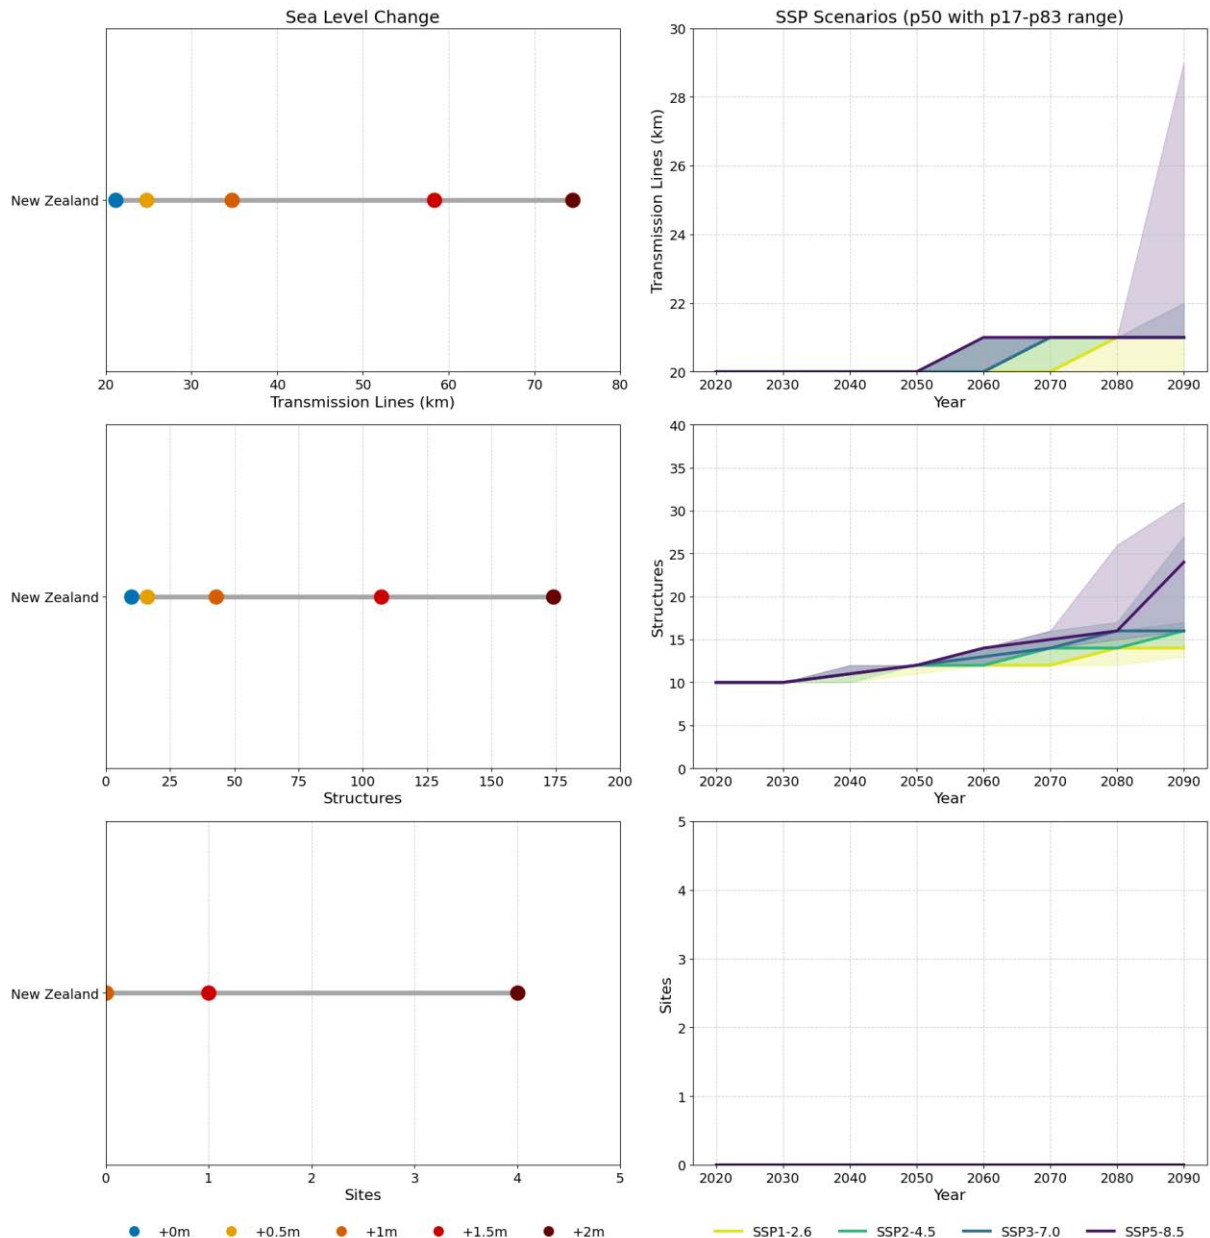 Sea Level Change
New Zealand
20 30 40 50 60 70 80
Transmission Lines (km)
SSP Scenarios (p50 with p17-p83 range)
Transmission Lines (km)
30
28
26
24
22
20
2020 2030 2040 2050 2060 2070 2080 2090
Year
New Zealand
0 25 50 75 100 125 150 175 200
Structures
Structures
40
35
30
25
20
15
10
5
0
2020 2030 2040 2050 2060 2070 2080 2090
Year
New Zealand
0 1 2 3 4 5
Sites
Sites
5
4
3
2
1
0
2020 2030 2040 2050 2060 2070 2080 2090
Year
+0m +0.5m +1m +1.5m +2m
SSP1-2.6 SSP2-4.5 SSP3-7.0 SSP5-8.5